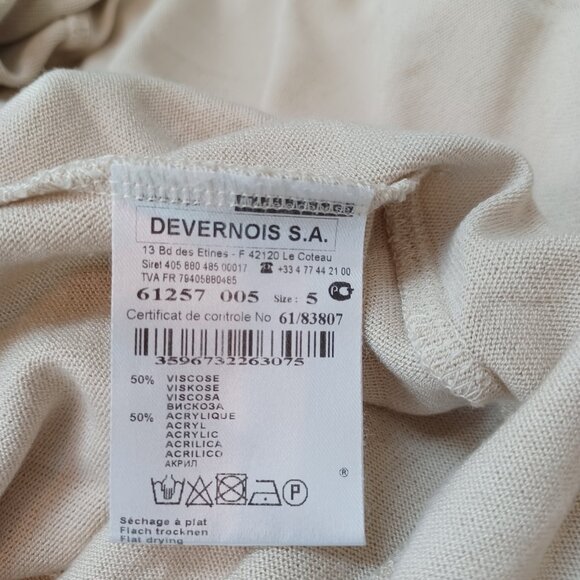 DEVERNOIS S.A.
13 Bd des Etines - F 42120 Le Coteau
Siret 405 880 485 00017 ☎ +33 4 77 44 21 00
TVA FR 79405880485
61257 005 Size : 5 PC
Certificat de controle No 61/83807
3596732263075
50% VISCOSE
VISKOSE
VISCOSA
ВИСКОЗА
50% ACRYLIQUE
ACRYL
ACRYLIC
ACRILICA
ACRILICO
АКРИЛ
®
P
Séchage à plat
Flach trocknen
Flat drying